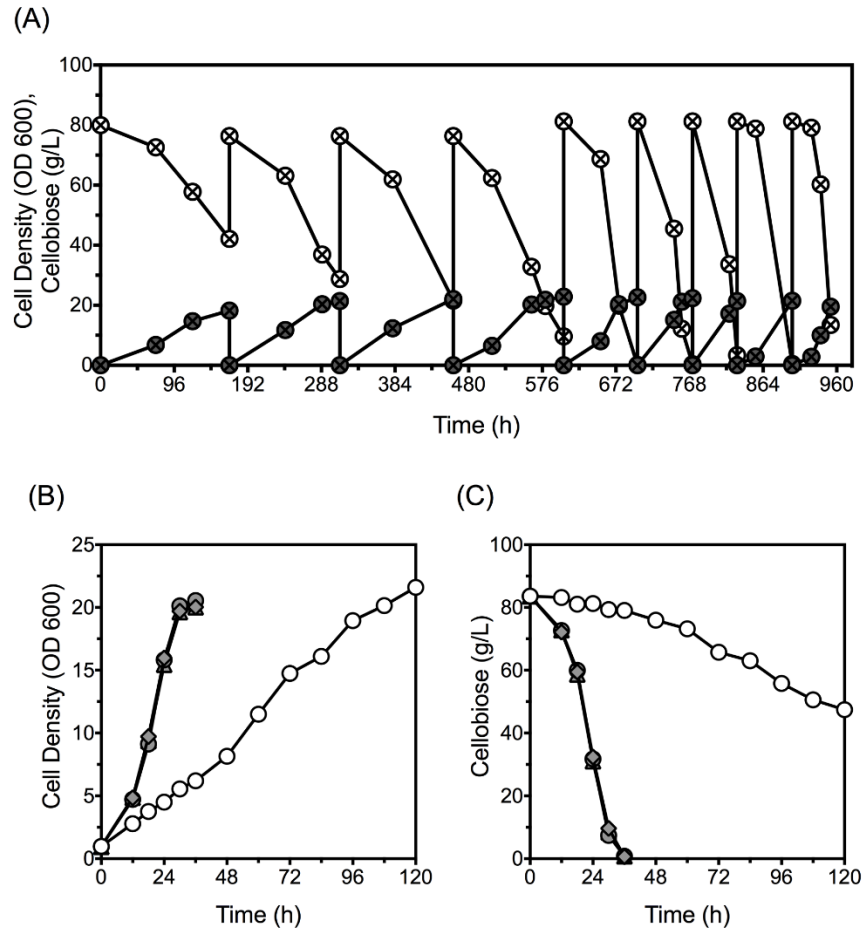 (A)
Cell Density (OD 600),
Cellobiose (g/L)
100
80
60
40
20
0
0 96 192 288 384 480 576 672 768 864 960
Time (h)
(B)
Cell Density (OD 600)
25
20
15
10
5
0
0 24 48 72 96 120
Time (h)
(C)
Cellobiose (g/L)
100
80
60
40
20
0
0 24 48 72 96 120
Time (h)